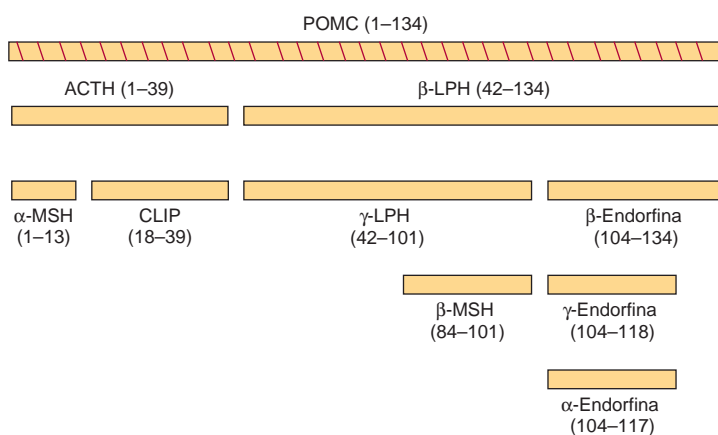 POMC (1–134)
ACTH (1–39) β-LPH (42–134)
α-MSH CLIP γ-LPH β-Endorfina
(1–13) (18–39) (42–101) (104–134)
β-MSH γ-Endorfina
(84–101) (104–118)
α-Endorfina
(104–117)